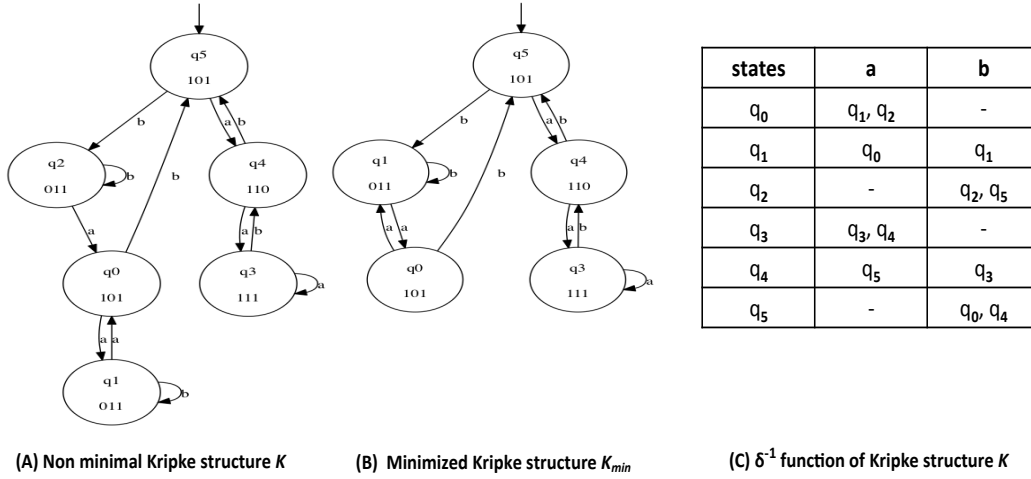 q5
101
b
a b
q2
011
b
b
q4
110
a
a b
q0
101
q3
111
a
a a
q1
011
b
(A) Non minimal Kripke structure K
q5
101
b
a b
q1
011
b
b
q4
110
a a
a b
q0
101
q3
111
a
(B) Minimized Kripke structure Kmin
states a b
q0 q1, q2 -
q1 q0 q1
q2 - q2, q5
q3 q3, q4 -
q4 q5 q3
q5 - q0, q4
(C) δ-1 function of Kripke structure K